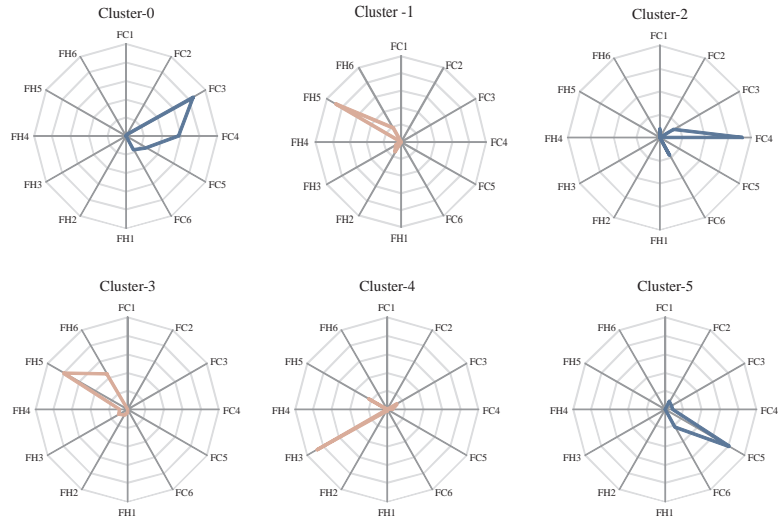 Cluster-0
FC1
FC2
FC3
FC4
FC5
FC6
FH1
FH2
FH3
FH4
FH5
FH6
Cluster -1
FC1
FC2
FC3
FC4
FC5
FC6
FH1
FH2
FH3
FH4
FH5
FH6
Cluster-2
FC1
FC2
FC3
FC4
FC5
FC6
FH1
FH2
FH3
FH4
FH5
FH6
Cluster-3
FC1
FC2
FC3
FC4
FC5
FC6
FH1
FH2
FH3
FH4
FH5
FH6
Cluster-4
FC1
FC2
FC3
FC4
FC5
FC6
FH1
FH2
FH3
FH4
FH5
FH6
Cluster-5
FC1
FC2
FC3
FC4
FC5
FC6
FH1
FH2
FH3
FH4
FH5
FH6